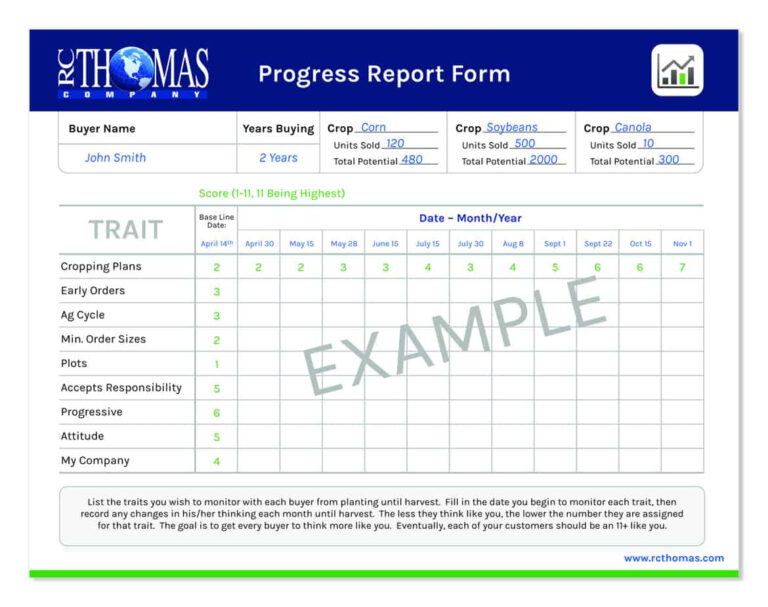 RC THOMAS
COMPANY
Progress Report Form
Buyer Name Years Buying Crop Corn Crop Soybeans Crop Canola
Units Sold 120 Units Sold 500 Units Sold 10
John Smith 2 Years Total Potential 480 Total Potential 2000 Total Potential 300
Score (1-11, 11 Being Highest)
TRAIT Base Line Date: Date – Month/Year
April 14th April 30 May 15 May 28 June 15 July 15 July 30 Aug 8 Sept 1 Sept 22 Oct 15 Nov 1
Cropping Plans 2 2 2 3 3 4 3 4 5 6 6 7
Early Orders 3
Ag Cycle 3
Min. Order Sizes 2
Plots 1
Accepts Responsibility 5
Progressive 6
Attitude 5
My Company 4
EXAMPLE
List the traits you wish to monitor with each buyer from planting until harvest. Fill in the date you begin to monitor each trait, then
record any changes in his/her thinking each month until harvest. The less they think like you, the lower the number they are assigned
for that trait. The goal is to get every buyer to think more like you. Eventually, each of your customers should be an 11+ like you.
www.rcthomas.com